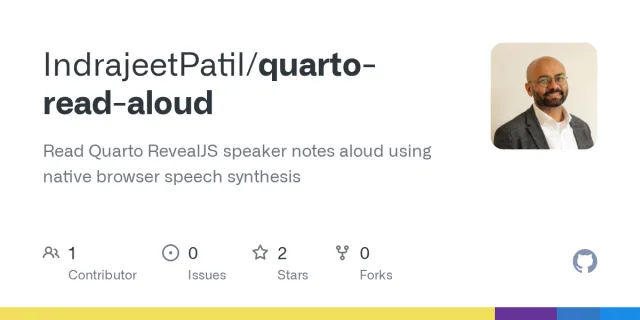 IndrajeetPatil/quarto-
read-aloud
Read Quarto RevealJS speaker notes aloud using
native browser speech synthesis
1 0 2 0
Contributor Issues Stars Forks